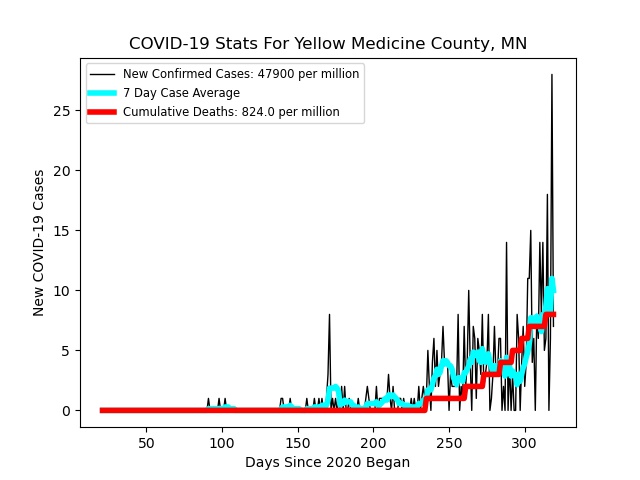 COVID-19 Stats For Yellow Medicine County, MN
New Confirmed Cases: 47900 per million
7 Day Case Average
Cumulative Deaths: 824.0 per million
New COVID-19 Cases
25
20
15
10
5
0
50 100 150 200 250 300
Days Since 2020 Began